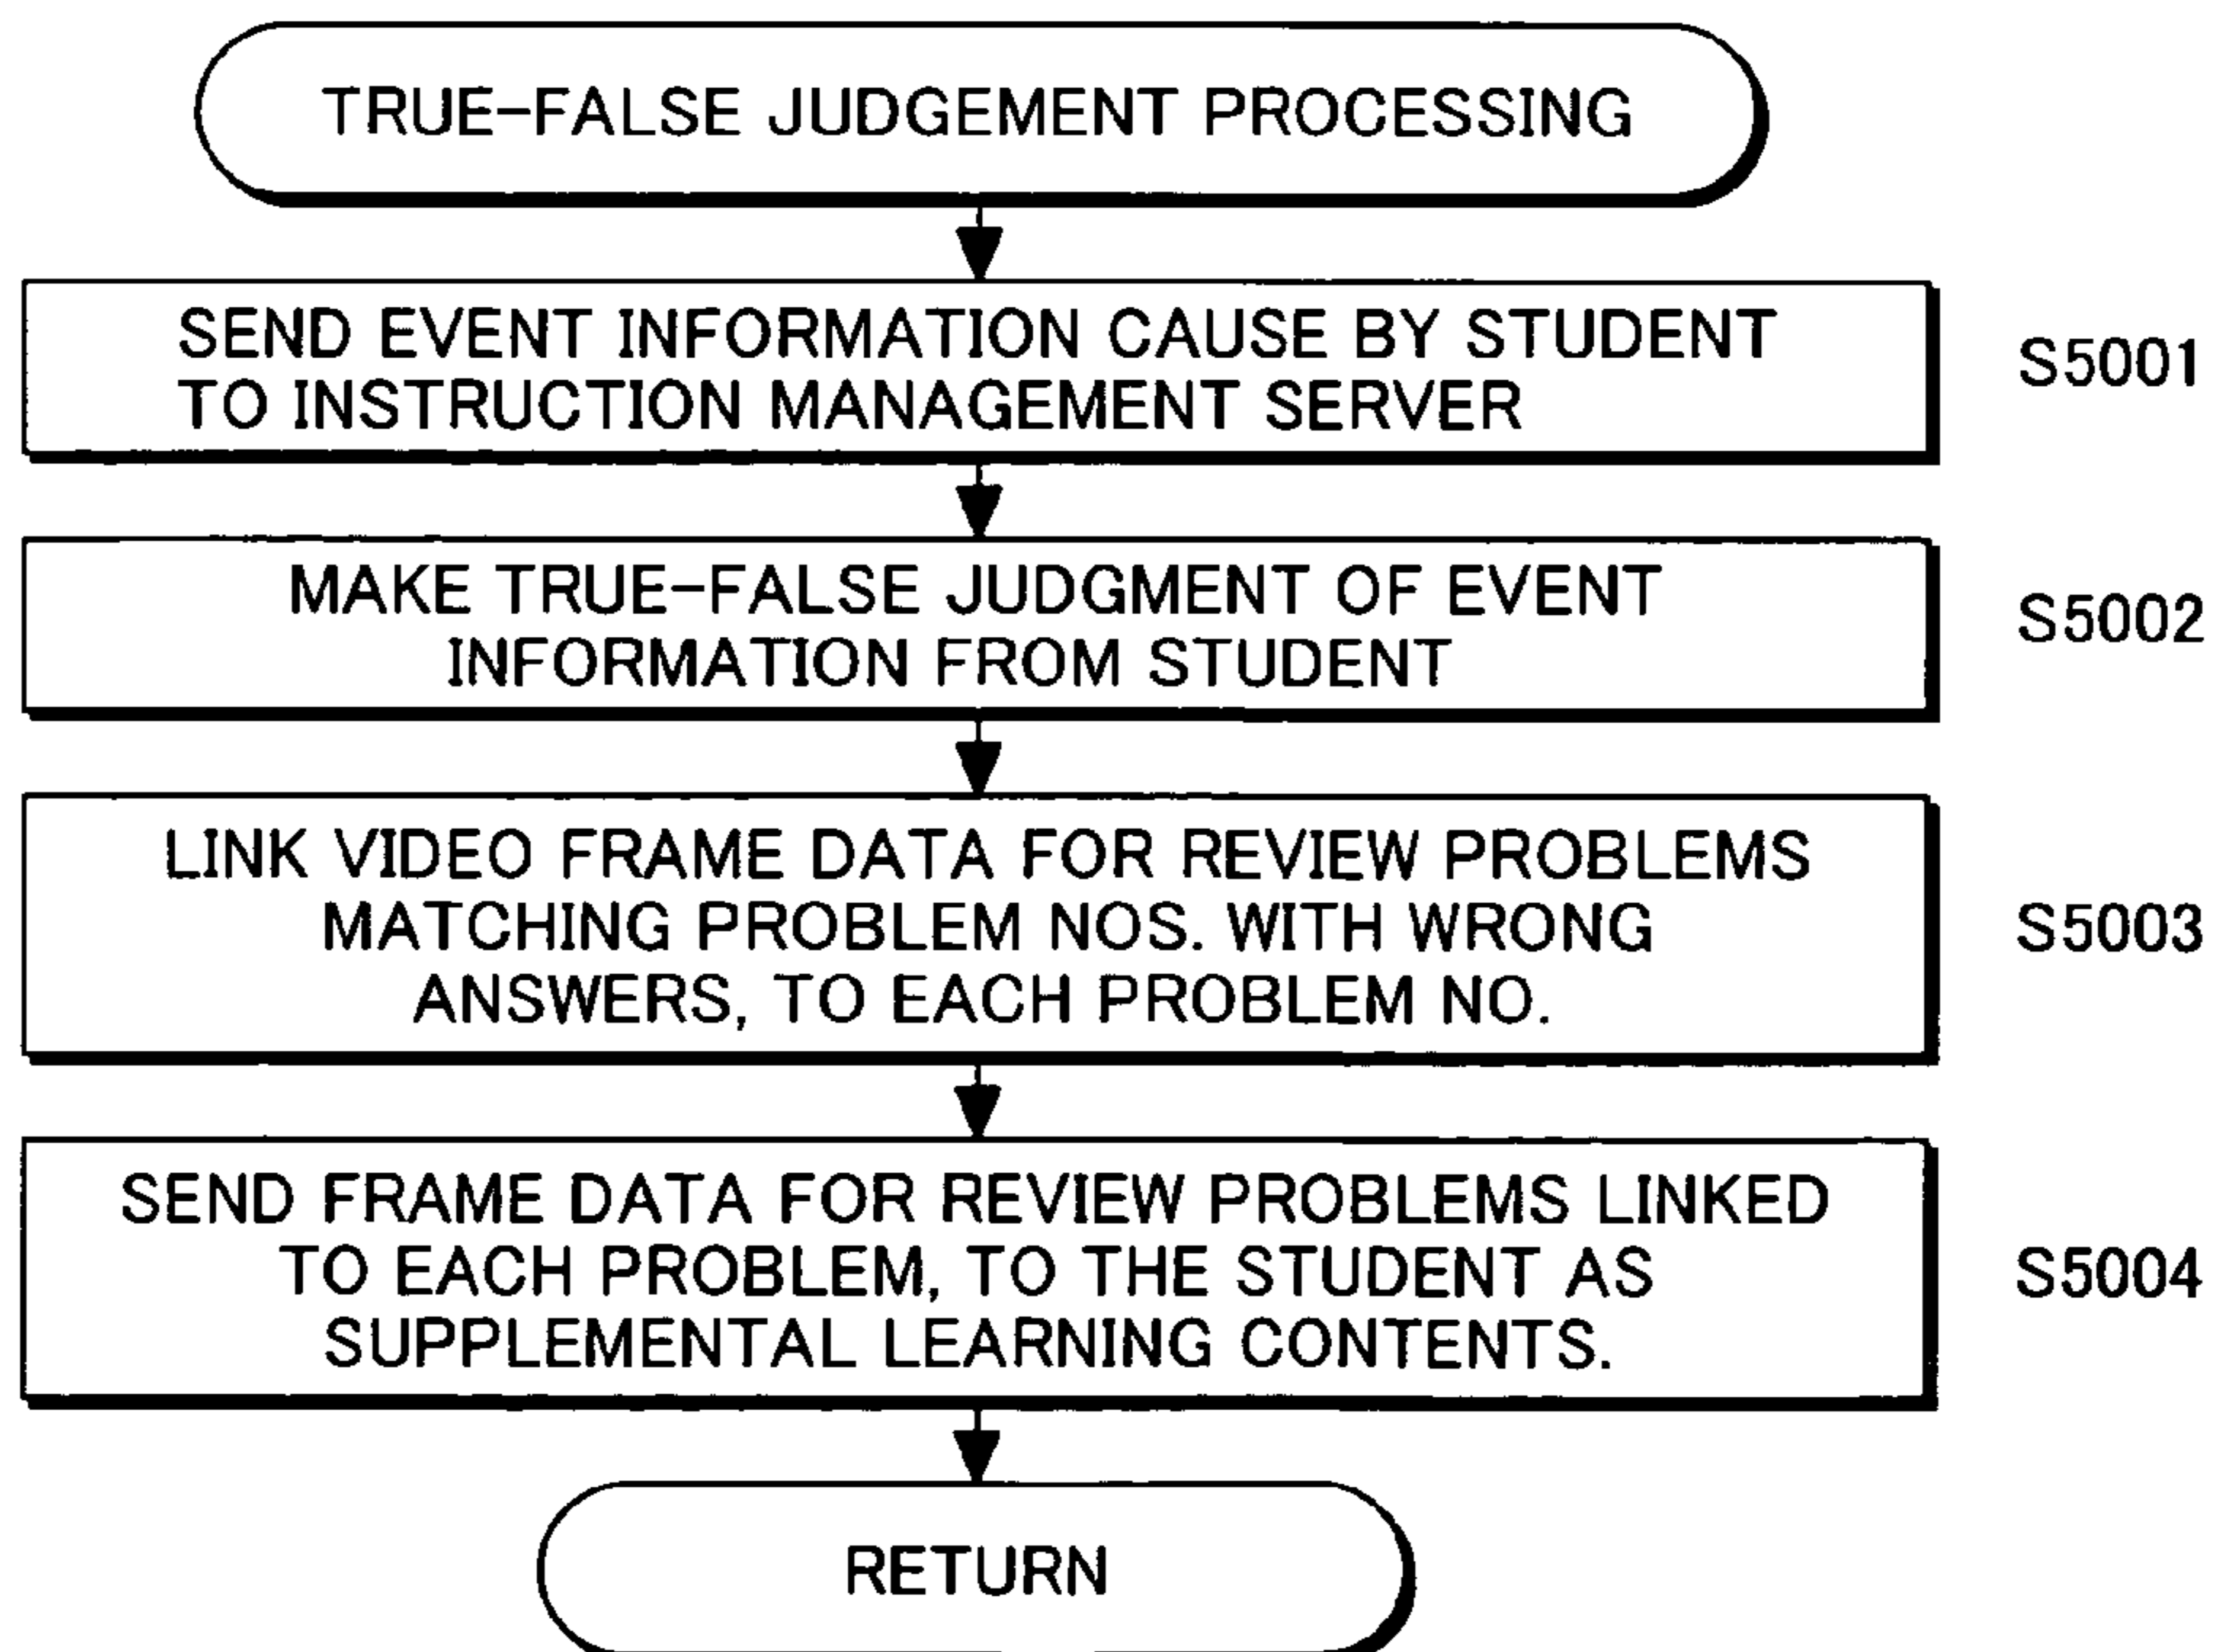 TRUE-FALSE JUDGEMENT PROCESSING
SEND EVENT INFORMATION CAUSE BY STUDENT
TO INSTRUCTION MANAGEMENT SERVER
S5001
MAKE TRUE-FALSE JUDGMENT OF EVENT
INFORMATION FROM STUDENT
S5002
LINK VIDEO FRAME DATA FOR REVIEW PROBLEMS
MATCHING PROBLEM NOS. WITH WRONG
ANSWERS, TO EACH PROBLEM NO.
S5003
SEND FRAME DATA FOR REVIEW PROBLEMS LINKED
TO EACH PROBLEM, TO THE STUDENT AS
SUPPLEMENTAL LEARNING CONTENTS.
S5004
RETURN